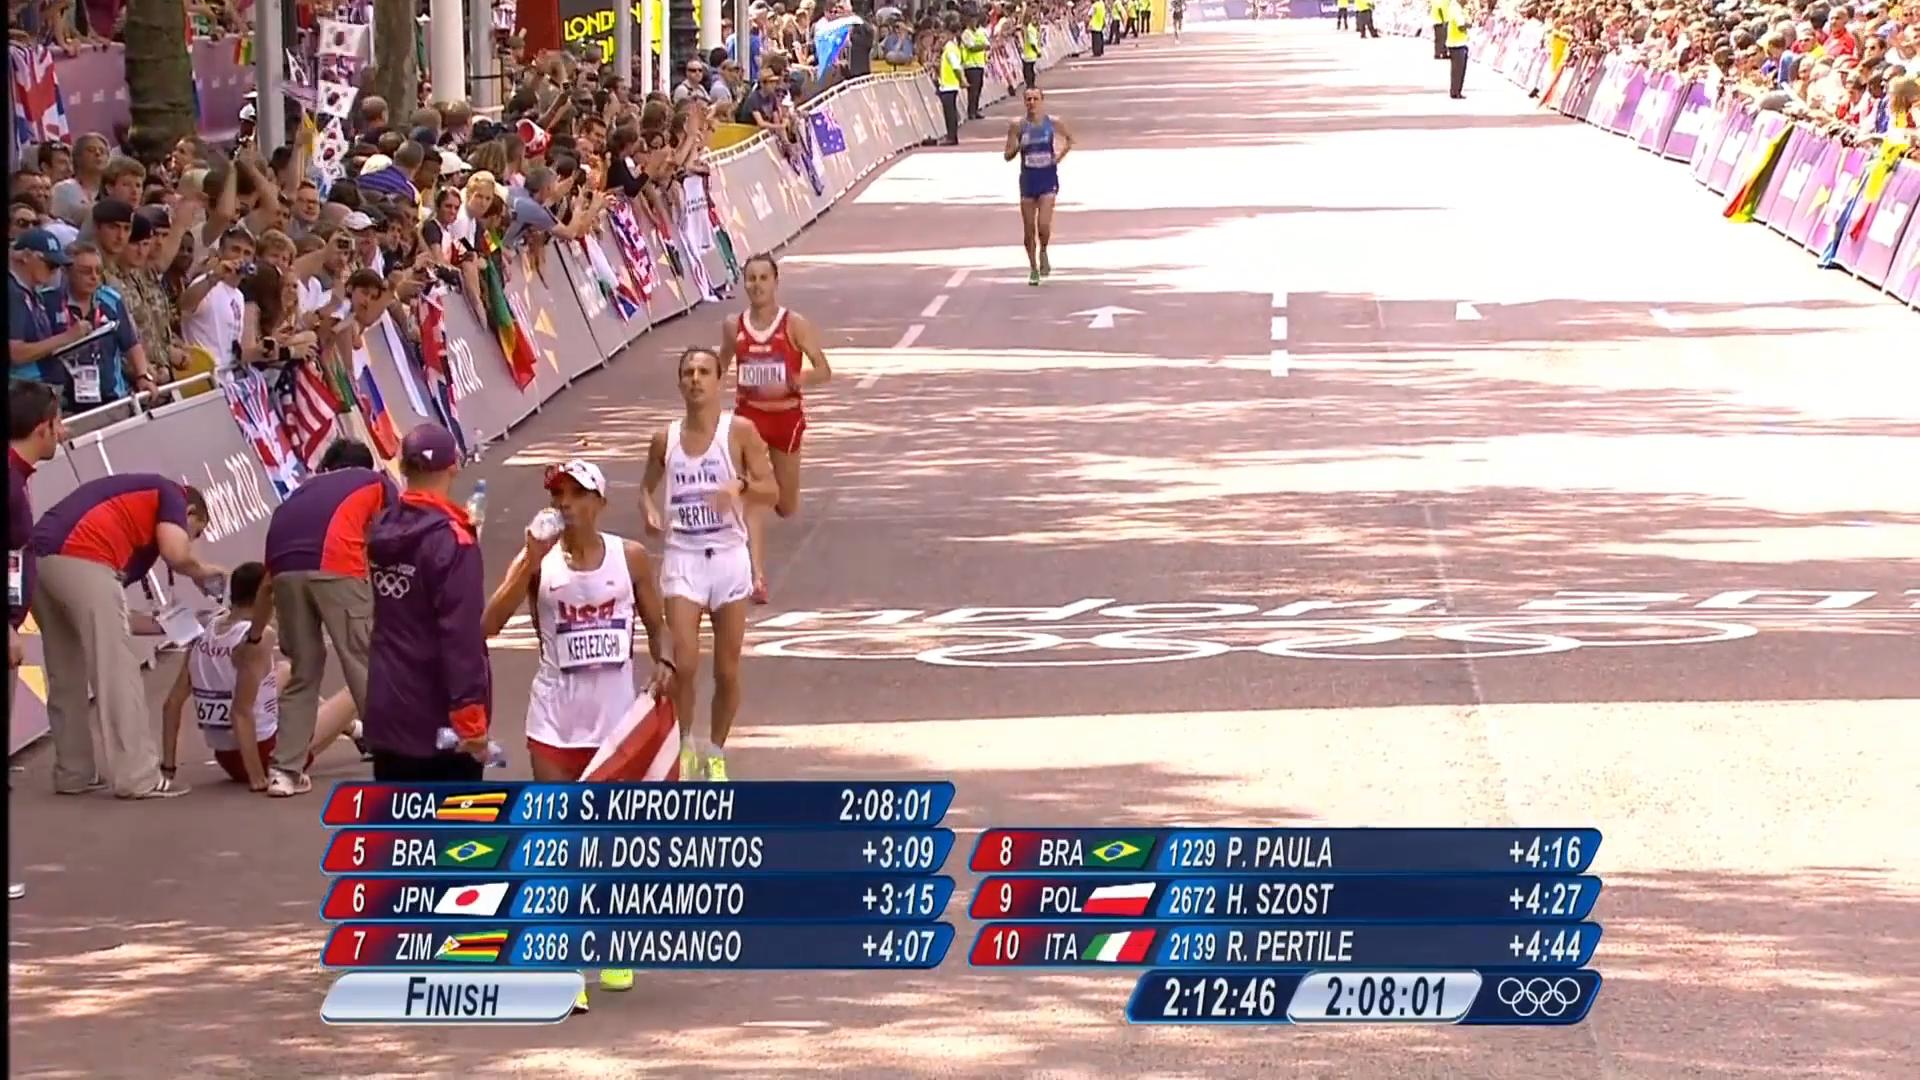 LONDON
London 2012
2012
Italia
PERTILE
USA
KEFLEZIGHI
POLSKA
672
1 UGA 3113 S. KIPROTICH 2:08:01
5 BRA 1226 M. DOS SANTOS +3:09
6 JPN 2230 K. NAKAMOTO +3:15
7 ZIM 3368 C. NYASANGO +4:07
8 BRA 1229 P. PAULA +4:16
9 POL 2672 H. SZOST +4:27
10 ITA 2139 R. PERTILE +4:44
FINISH
2:12:46 2:08:01